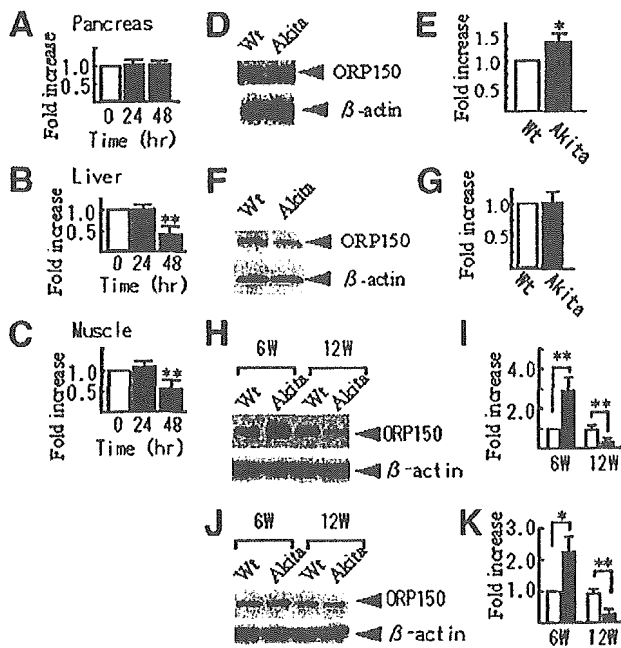 A Pancreas
Fold increase
1.0
0.5
0 24 48
Time (hr)
B Liver
Fold increase
1.0
0.5
**
0 24 48
Time (hr)
C Muscle
Fold increase
1.0
0.5
**
0 24 48
Time (hr)
D
Wt Akita
ORP150
β-actin
E
Fold increase
1.5
1.0
0.5
*
Wt Akita
F
Wt Akita
ORP150
β-actin
G
Fold increase
1.0
0.5
Wt Akita
H
6W 12W
Wt Akita Wt Akita
ORP150
β-actin
I
Fold increase
4.0
2.0
** **
6W 12W
J
6W 12W
Wt Akita Wt Akita
ORP150
β-actin
K
Fold increase
3.0
2.0
1.0
* **
6W 12W